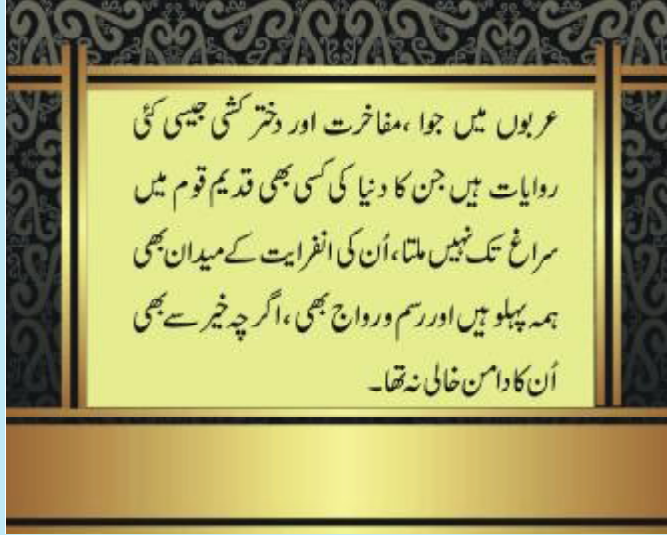 عربوں میں جوا ،مفاخرت اور دختر کشی جیسی کئی
روایات ہیں جن کا دنیا کی کسی بھی قدیم قوم میں
سراغ تک نہیں ملتا،اُن کی انفرایت کے میدان بھی
ہمہ پہلو ہیں اور رسم و رواج بھی ،اگر چہ خیر سے بھی
اُن کا دامن خالی نہ تھا۔